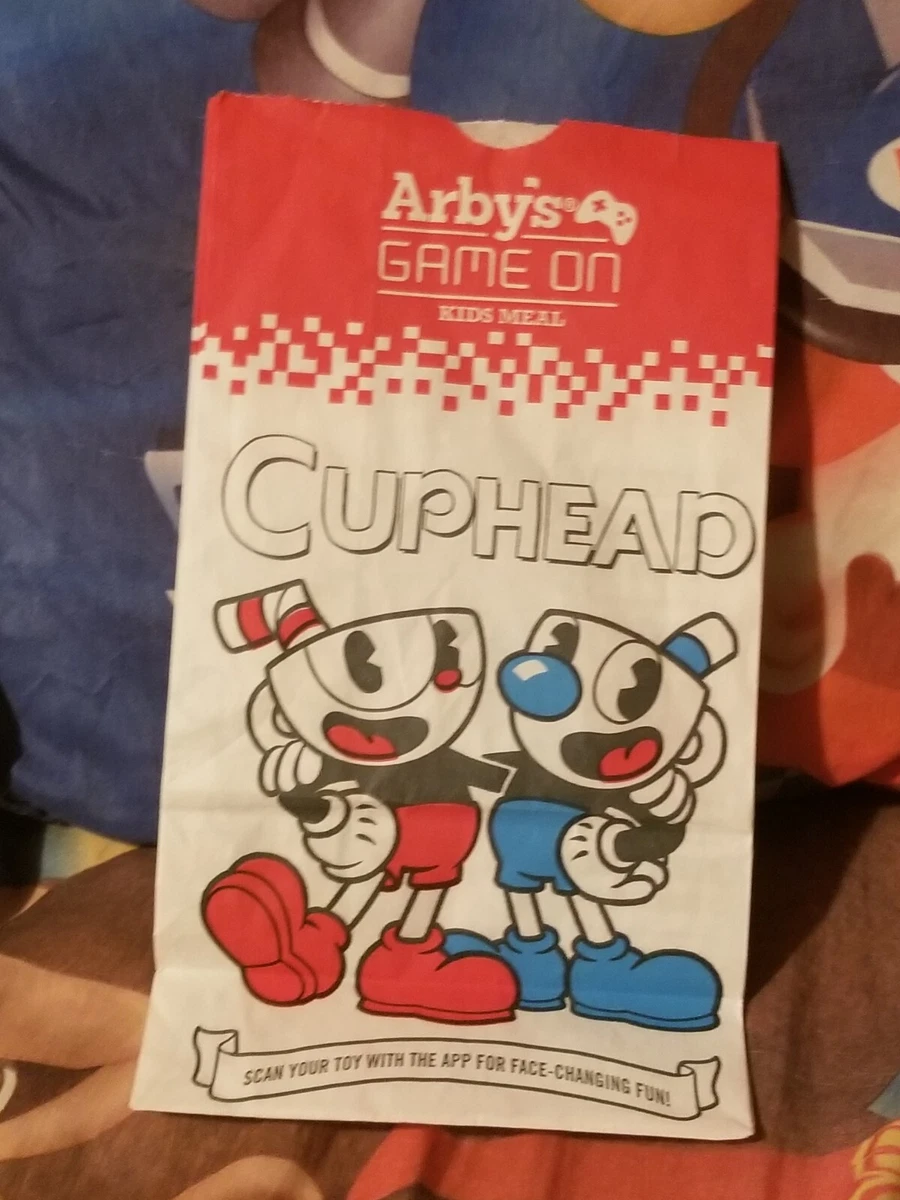 Arby's®
GAME ON
KIDS MEAL
CUPHEAD
SCAN YOUR TOY WITH THE APP FOR FACE-CHANGING FUN!